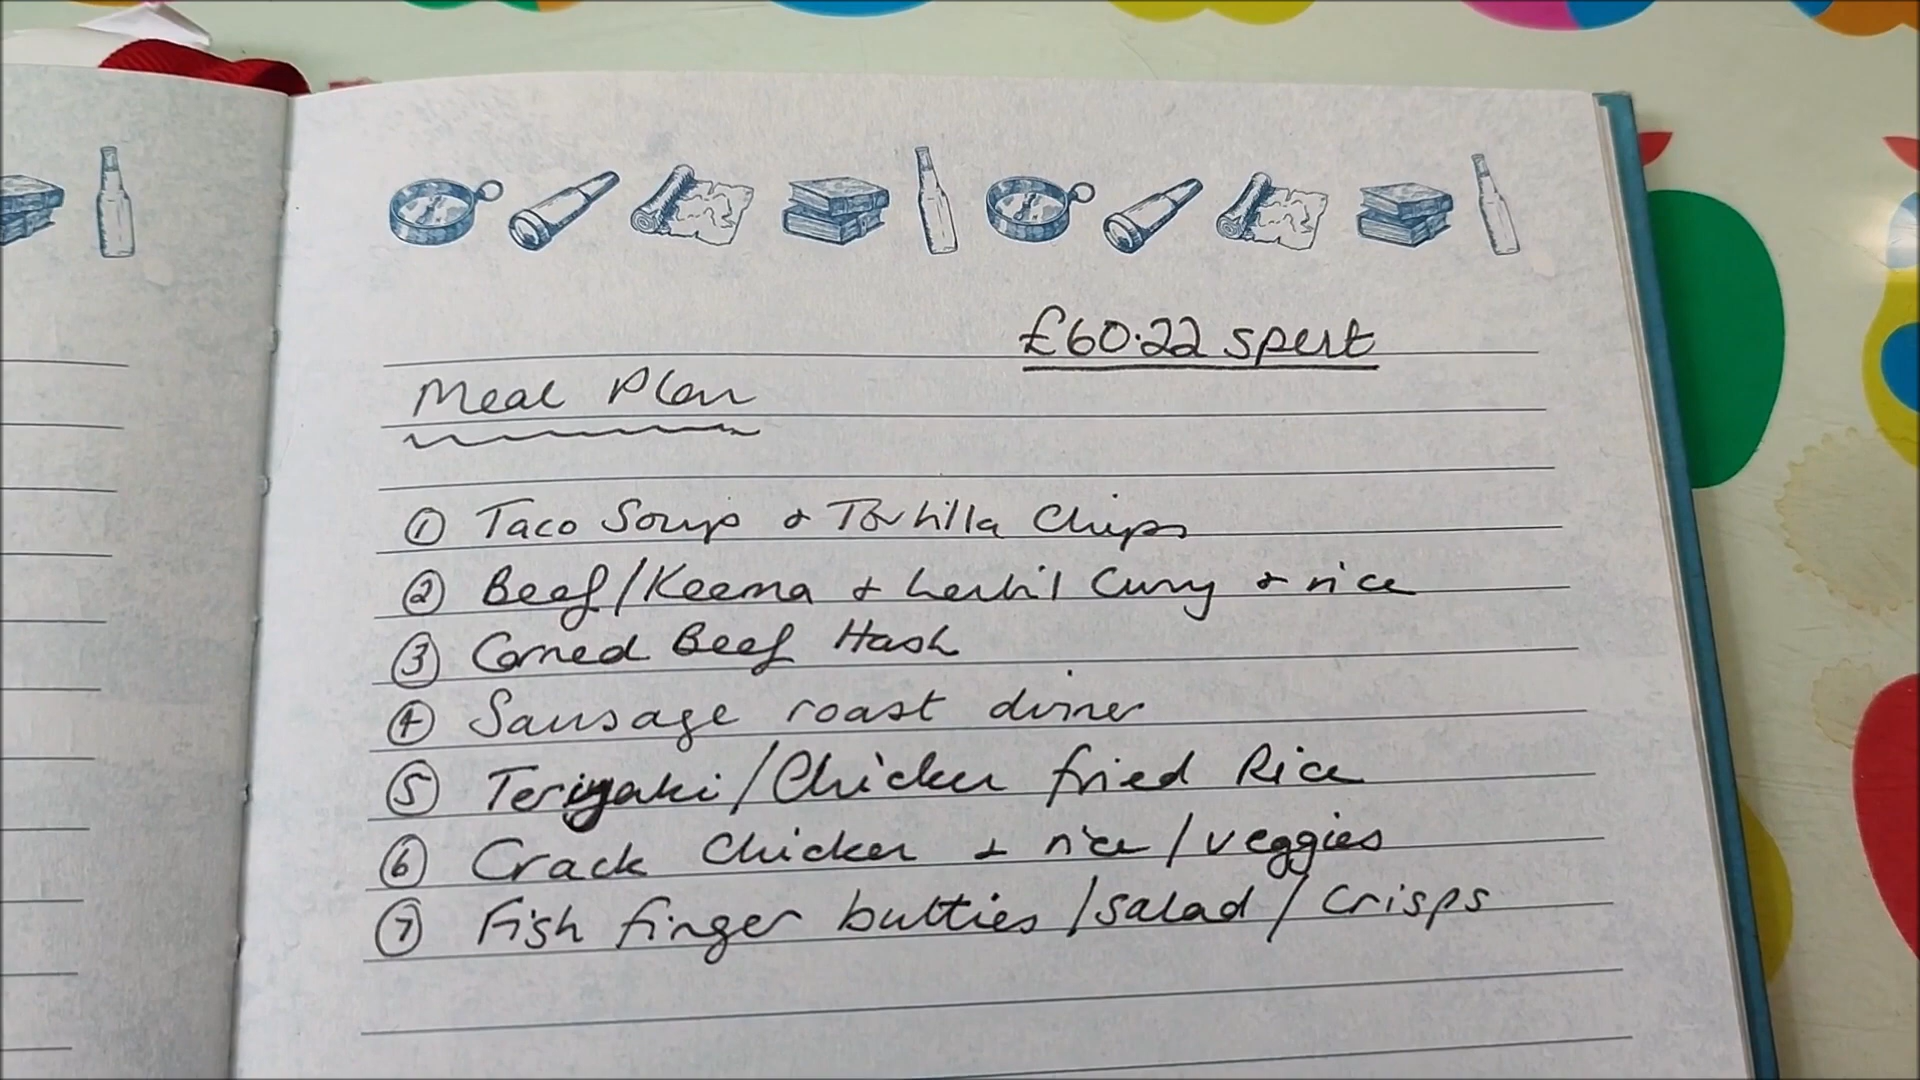 £60.22 spent
Meal Plan
① Taco Soup & Tortilla Chips
② Beef/Keema & Lentil Curry & rice
③ Corned Beef Hash
④ Sausage roast dinner
⑤ Teriyaki/Chicken fried Rice
⑥ Crack Chicken & rice/veggies
⑦ Fish finger butties/salad/crisps